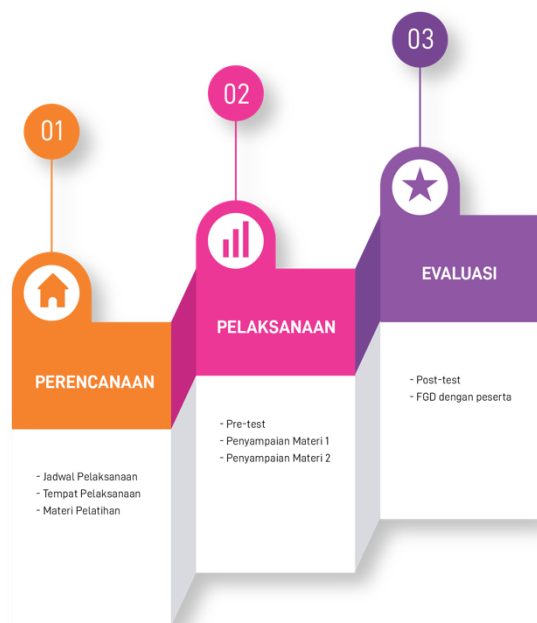 01
PERENCANAAN
- Jadwal Pelaksanaan
- Tempat Pelaksanaan
- Materi Pelatihan
02
PELAKSANAAN
- Pre-test
- Penyampaian Materi 1
- Penyampaian Materi 2
03
EVALUASI
- Post-test
- FGD dengan peserta